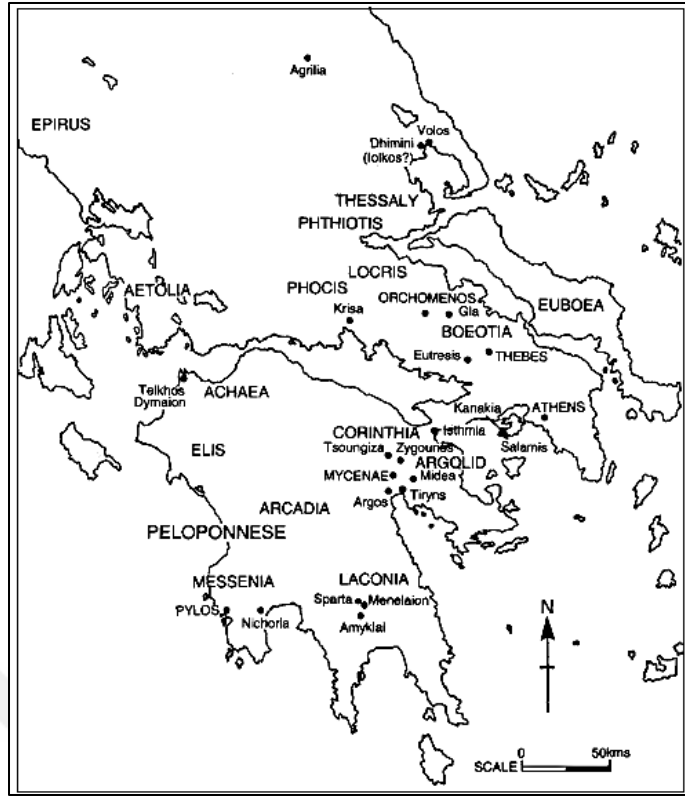 Agrilia
EPIRUS
Volos
Dhimini
(Iolkos?)
THESSALY
PHTHIOTIS
LOCRIS
PHOCIS
AETOLIA
ORCHOMENOS
Krisa
Gla
EUBOEA
BOEOTIA
Eutresis
THEBES
Teikhos
Dymaion
ACHAEA
Kanakia
ATHENS
CORINTHIA
Isthmia
Salamis
ELIS
Tsoungiza
Zygouries
ARGOLID
MYCENAE
Midea
Argos
Tiryns
ARCADIA
PELOPONNESE
MESSENIA
LACONIA
Sparta
Menelaion
PYLOS
Nichoria
Amyklai
N
0 50kms
SCALE